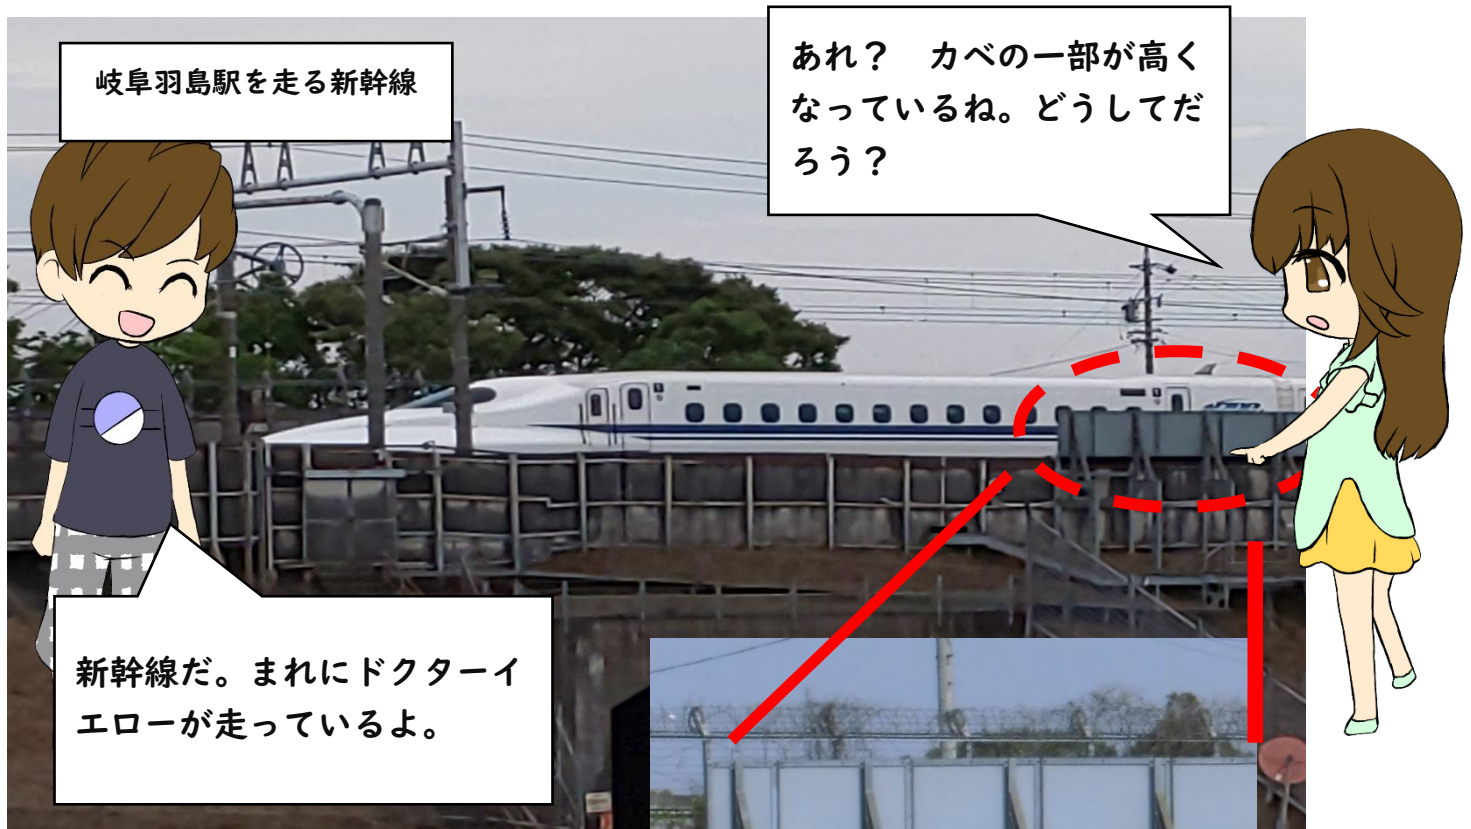 岐阜羽島駅を走る新幹線
あれ？　カベの一部が高く
なっているね。どうしてだ
ろう？
新幹線だ。まれにドクターイ
エローが走っているよ。